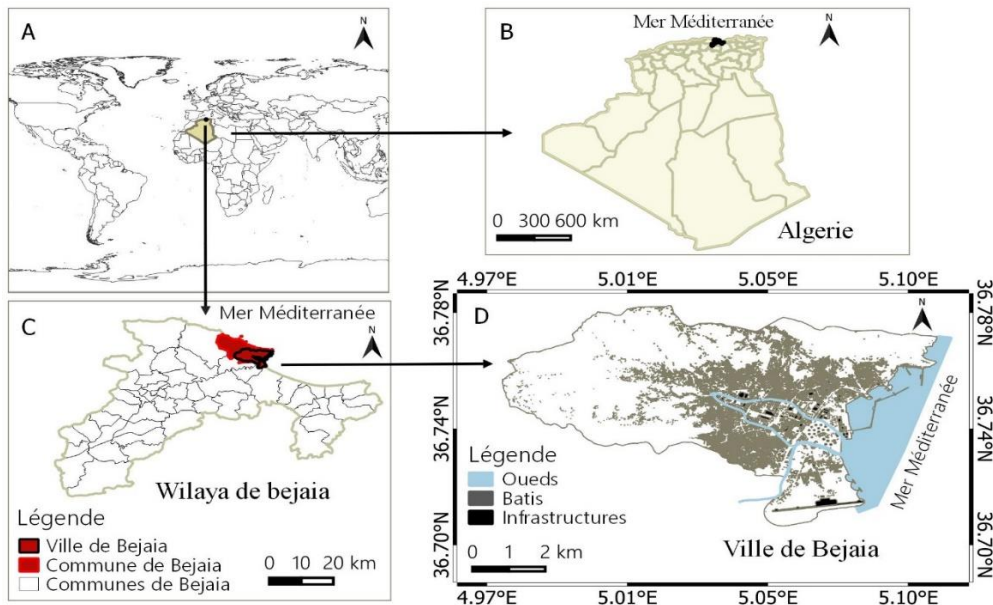 A
N
B
Mer Méditerranée
N
0 300 600 km
Algerie
C
Mer Méditerranée
N
Wilaya de bejaia
Légende
Ville de Bejaia
Commune de Bejaia
Communes de Bejaia
0 10 20 km
4.97°E 5.01°E 5.05°E 5.10°E
36.78°N
36.74°N
36.70°N
D
N
Mer Méditerranée
Légende
Oueds
Batis
Infrastructures
0 1 2 km
Ville de Bejaia
36.78°N
36.74°N
36.70°N
4.97°E 5.01°E 5.05°E 5.10°E